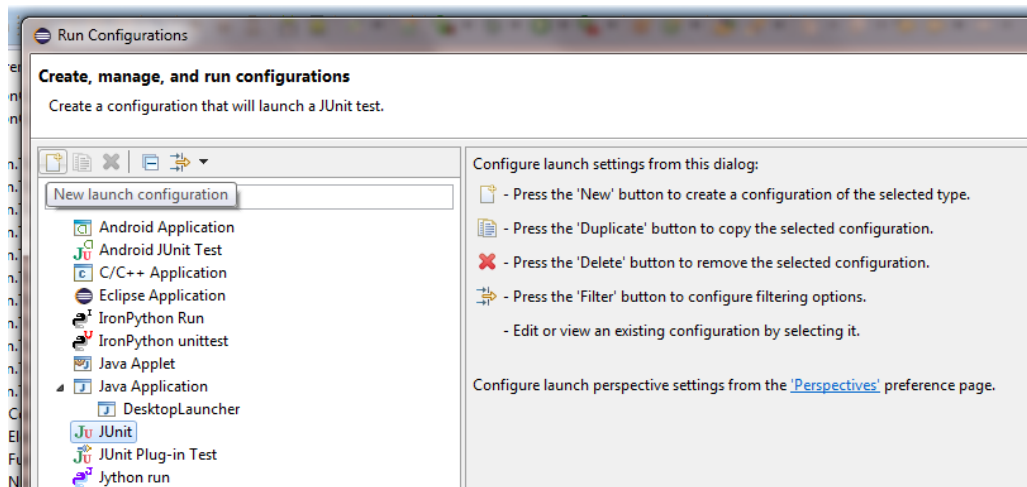 Run Configurations
Create, manage, and run configurations
Create a configuration that will launch a JUnit test.
New launch configuration
Android Application
Android JUnit Test
C/C++ Application
Eclipse Application
IronPython Run
IronPython unittest
Java Applet
Java Application
DesktopLauncher
JUnit
JUnit Plug-in Test
Jython run
Configure launch settings from this dialog:
- Press the 'New' button to create a configuration of the selected type.
- Press the 'Duplicate' button to copy the selected configuration.
- Press the 'Delete' button to remove the selected configuration.
- Press the 'Filter' button to configure filtering options.
- Edit or view an existing configuration by selecting it.
Configure launch perspective settings from the 'Perspectives' preference page.